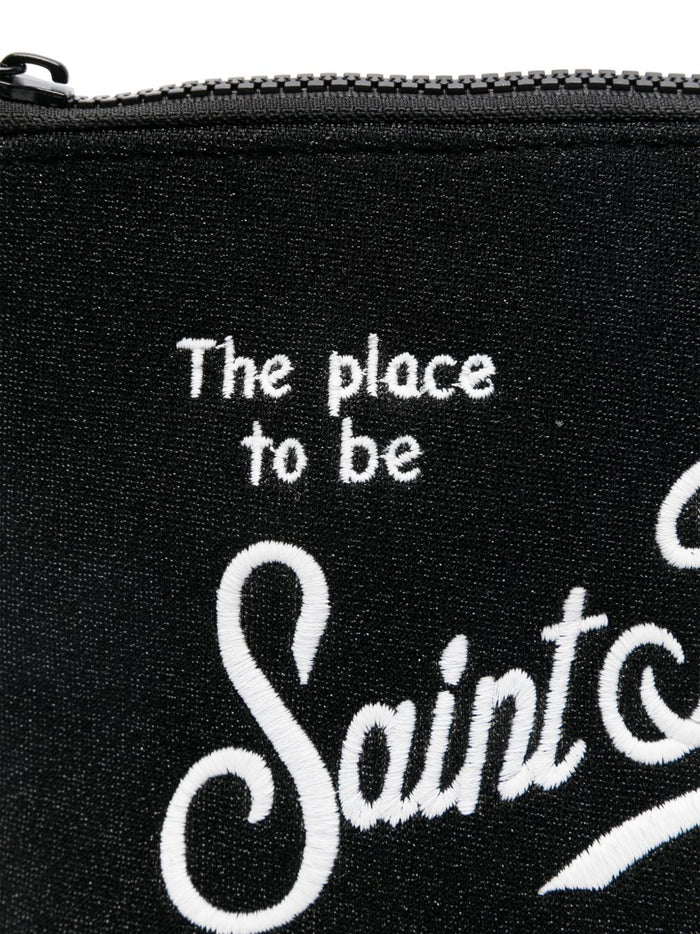 The place
to be
Saint